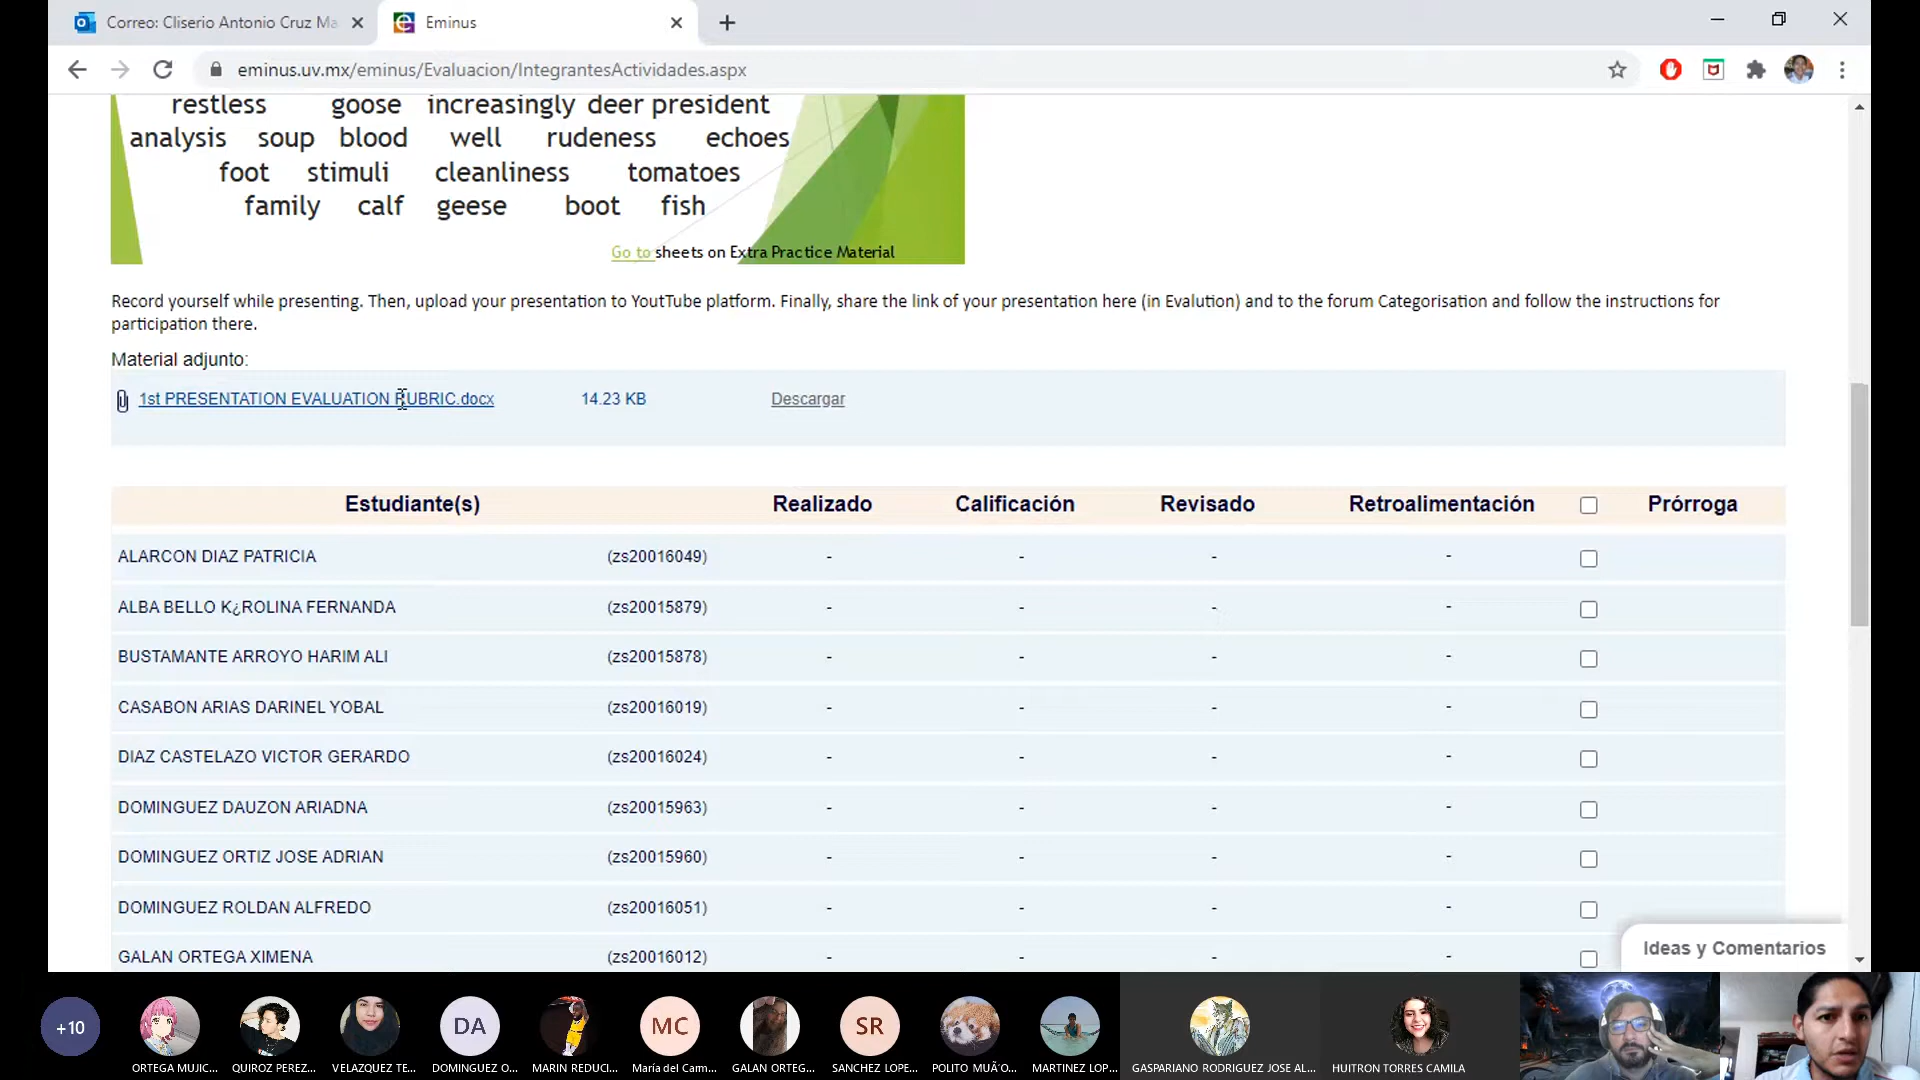 Correo: Cliserio Antonio Cruz Ma
Eminus
eminus.uv.mx/eminus/Evaluacion/IntegrantesActividades.aspx
restless goose increasingly deer president
analysis soup blood well rudeness echoes
foot stimuli cleanliness tomatoes
family calf geese boot fish
Go to sheets on Extra Practice Material
Record yourself while presenting. Then, upload your presentation to YoutTube platform. Finally, share the link of your presentation here (in Evalution) and to the forum Categorisation and follow the instructions for
participation there.
Material adjunto:
1st PRESENTATION EVALUATION RUBRIC.docx 14.23 KB Descargar
Estudiante(s) Realizado Calificación Revisado Retroalimentación Prórroga
ALARCON DIAZ PATRICIA (zs20016049) - - - -
ALBA BELLO K¿ROLINA FERNANDA (zs20015879) - - - -
BUSTAMANTE ARROYO HARIM ALI (zs20015878) - - - -
CASABON ARIAS DARINEL YOBAL (zs20016019) - - - -
DIAZ CASTELAZO VICTOR GERARDO (zs20016024) - - - -
DOMINGUEZ DAUZON ARIADNA (zs20015963) - - - -
DOMINGUEZ ORTIZ JOSE ADRIAN (zs20015960) - - - -
DOMINGUEZ ROLDAN ALFREDO (zs20016051) - - - -
GALAN ORTEGA XIMENA (zs20016012) - - - -
Ideas y Comentarios
+10 DA MC SR
ORTEGA MUJIC... QUIROZ PEREZ... VELAZQUEZ TE... DOMINGUEZ O... MARIN REDUCI... María del Carm... GALAN ORTEG... SANCHEZ LOPE... POLITO MUÃ´O... MARTINEZ LOP... GASPARIANO RODRIGUEZ JOSE AL... HUITRON TORRES CAMILA